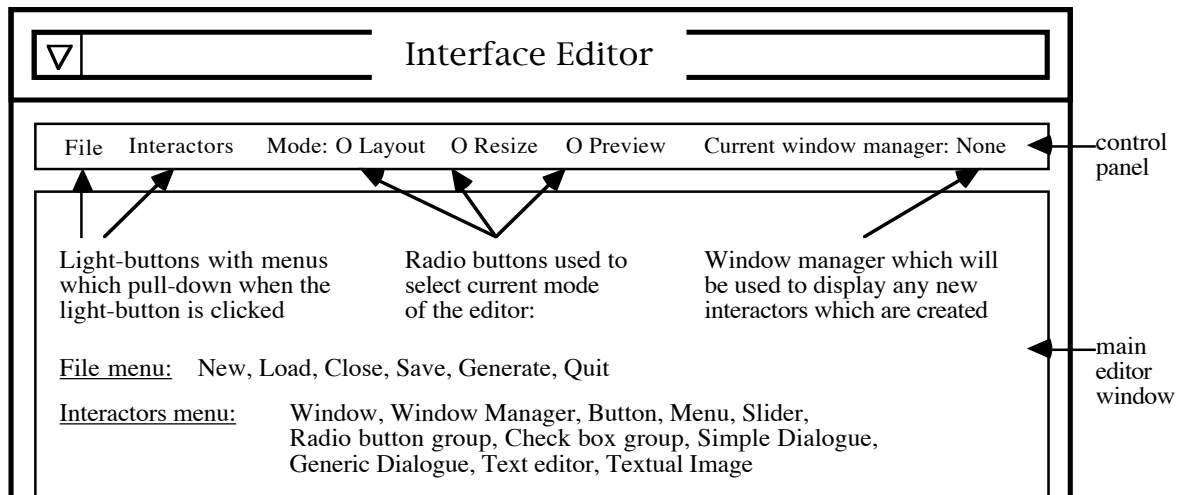 Interface Editor
File Interactors Mode: O Layout O Resize O Preview Current window manager: None
control
panel
Light-buttons with menus
which pull-down when the
light-button is clicked
Radio buttons used to
select current mode
of the editor:
Window manager which will
be used to display any new
interactors which are created
main
editor
window
File menu: New, Load, Close, Save, Generate, Quit
Interactors menu: Window, Window Manager, Button, Menu, Slider,
Radio button group, Check box group, Simple Dialogue,
Generic Dialogue, Text editor, Textual Image